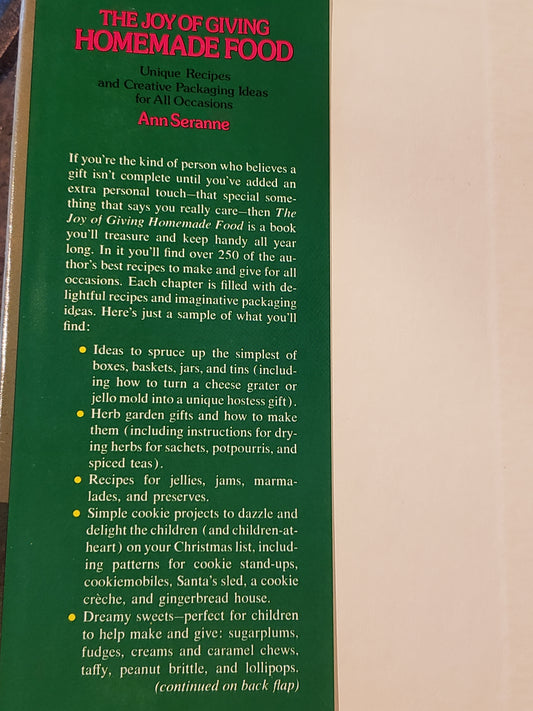 THE JOY OF GIVING
HOMEMADE FOOD
Unique Recipes
and Creative Packaging Ideas
for All Occasions
Ann Seranne
If you're the kind of person who believes a
gift isn't complete until you've added an
extra personal touch—that special some-
thing that says you really care—then The
Joy of Giving Homemade Food is a book
you'll treasure and keep handy all year
long. In it you'll find over 250 of the au-
thor's best recipes to make and give for all
occasions. Each chapter is filled with de-
lightful recipes and imaginative packaging
ideas. Here's just a sample of what you'll
find:
• Ideas to spruce up the simplest of
boxes, baskets, jars, and tins (includ-
ing how to turn a cheese grater or
jello mold into a unique hostess gift).
• Herb garden gifts and how to make
them (including instructions for dry-
ing herbs for sachets, potpourris, and
spiced teas).
• Recipes for jellies, jams, marma-
lades, and preserves.
• Simple cookie projects to dazzle and
delight the children (and children-at-
heart) on your Christmas list, includ-
ing patterns for cookie stand-ups,
cookiemobiles, Santa's sled, a cookie
crèche, and gingerbread house.
• Dreamy sweets—perfect for children
to help make and give: sugarplums,
fudges, creams and caramel chews,
taffy, peanut brittle, and lollipops.
(continued on back flap)